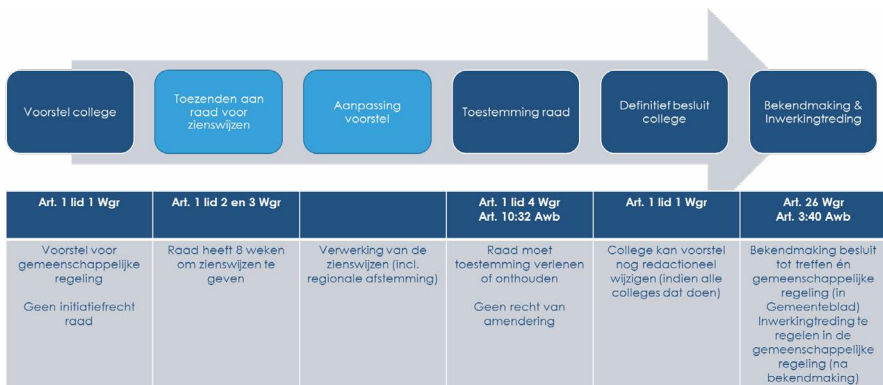 Voorstel college
Toezenden aan
raad voor
zienswijzen
Aanpassing
voorstel
Toestemming raad
Definitief besluit
college
Bekendmaking &
Inwerkingtreding
Art. 1 lid 1 Wgr
Art. 1 lid 2 en 3 Wgr
Art. 1 lid 4 Wgr
Art. 10:32 Awb
Art. 1 lid 1 Wgr
Art. 26 Wgr
Art. 3:40 Awb
Voorstel voor
gemeenschappelijke
regeling
Geen initiatiefrecht
raad
Raad heeft 8 weken
om zienswijzen te
geven
Verwerking van de
zienswijzen (incl.
regionale afstemming)
Raad moet
toestemming verlenen
of onthouden
Geen recht van
amendering
College kan voorstel
nog redactioneel
wijzigen (indien alle
colleges dat doen)
Bekendmaking besluit
tot treffen én
gemeenschappelijke
regeling (in
Gemeenteblad)
Inwerkingtreding te
regelen in de
gemeenschappelijke
regeling (na
bekendmaking)